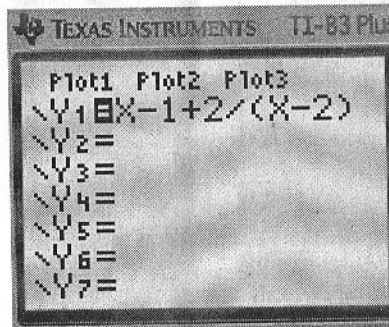 TEXAS INSTRUMENTS TI-83 Plus
Plot1 Plot2 Plot3
\Y1=X-1+2/(X-2)
\Y2=
\Y3=
\Y4=
\Y5=
\Y6=
\Y7=